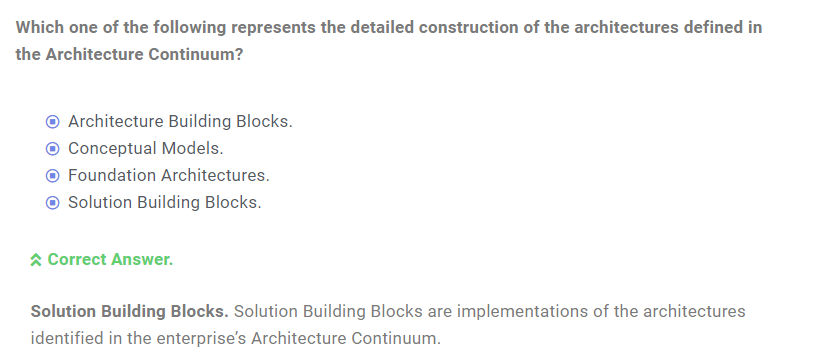 Which one of the following represents the detailed construction of the architectures defined in
the Architecture Continuum?
Architecture Building Blocks.
Conceptual Models.
Foundation Architectures.
Solution Building Blocks.
Correct Answer.
Solution Building Blocks. Solution Building Blocks are implementations of the architectures
identified in the enterprise’s Architecture Continuum.